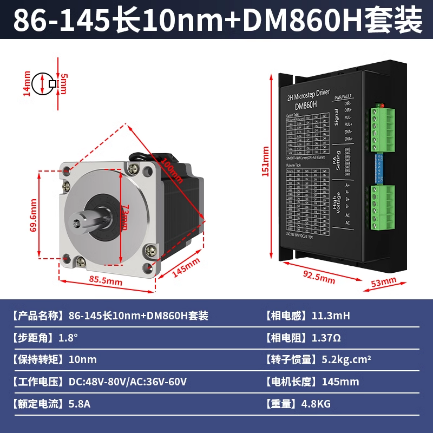 86-145长10nm+DM860H套装
14mm
5mm
100mm
69.6mm
73mm
85.5mm
145mm
151mm
2H Microstep Driver
DM860H
Signal
High voltage
92.5mm
53mm
【产品名称】86-145长10nm+DM860H套装
【相电感】11.3mH
【步距角】1.8°
【相电阻】1.37Ω
【保持转矩】10nm
【转子惯量】5.2kg.cm²
【工作电压】DC:48V-80V/AC:36V-60V
【电机长度】145mm
【额定电流】5.8A
【重量】4.8KG